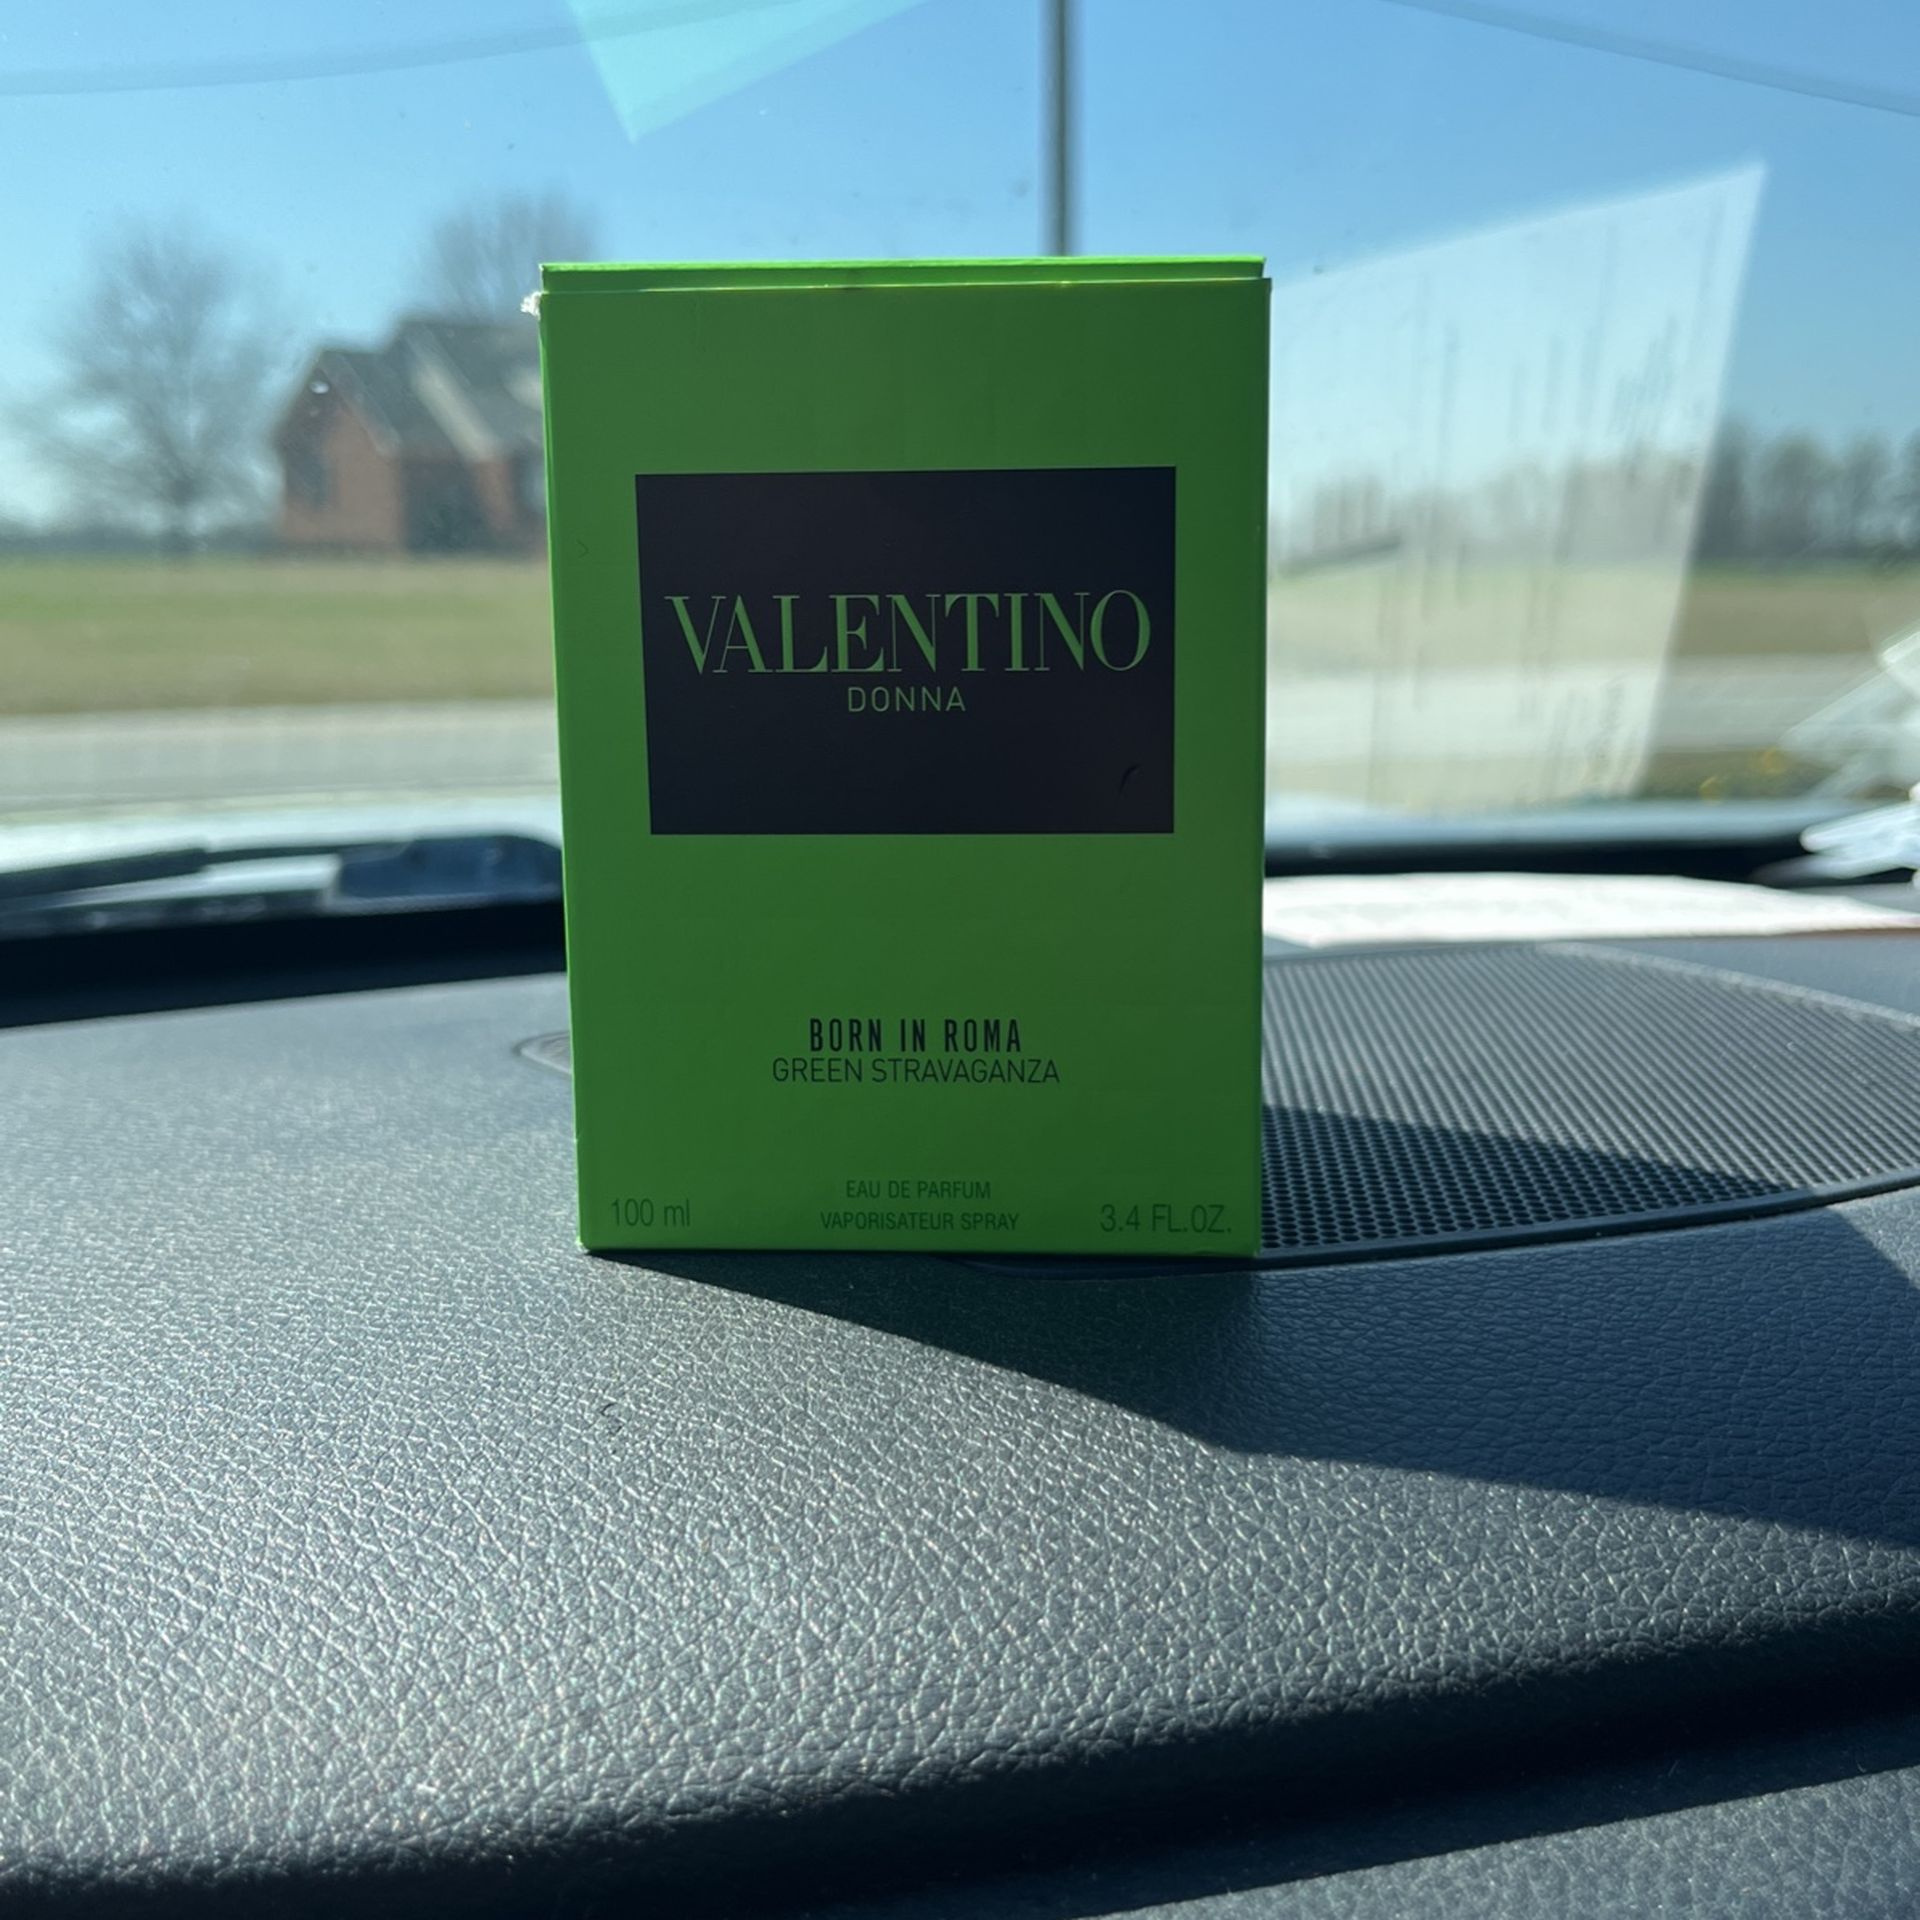 VALENTINO
DONNA
BORN IN ROMA
GREEN STRAVAGANZA
EAU DE PARFUM
100 ml VAPORISATEUR SPRAY 3.4 FL.OZ.